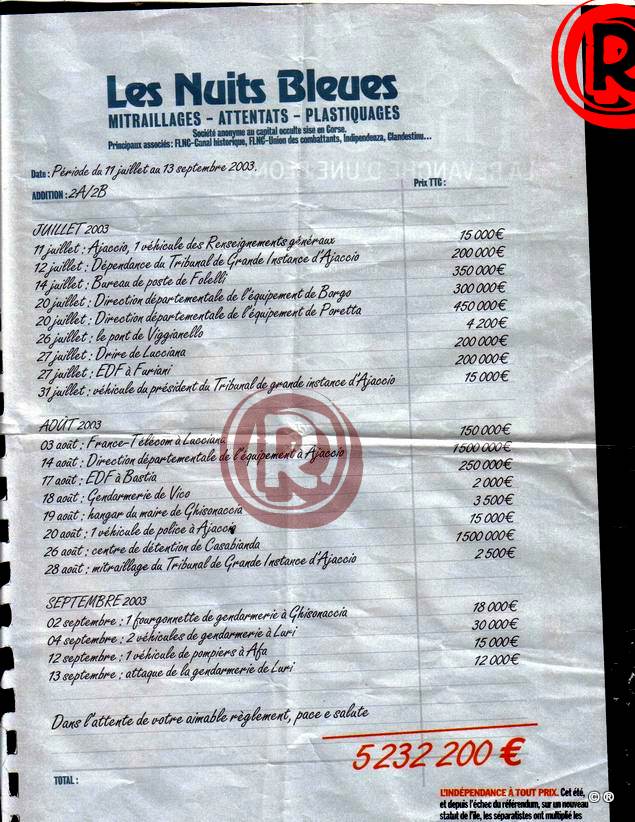 R
Les Nuits Bleues
MITRAILLAGES - ATTENTATS - PLASTIQUAGES
Société anonyme au capital occulte sise en Corse.
Principaux associés : FLNC-Canal historique, FLNC-Union des combattants, Indipendenza, Clandestinu...
Date : Période du 11 juillet au 13 septembre 2003.
ADDITION : 2A/2B Prix TTC :
JUILLET 2003
11 juillet : Ajaccio, 1 véhicule des Renseignements généraux 15 000€
12 juillet : Dépendance du Tribunal de Grande Instance d'Ajaccio 200 000€
14 juillet : Bureau de poste de Folelli 350 000€
20 juillet : Direction départementale de l'équipement de Borgo 300 000€
20 juillet : Direction départementale de l'équipement de Poretta 450 000€
26 juillet : le pont de Viggianello 4 200€
27 juillet : Drire de Lucciana 200 000€
27 juillet : EDF à Furiani 200 000€
31 juillet : véhicule du président du Tribunal de grande instance d'Ajaccio 15 000€
AOÛT 2003
03 août : France-Télécom à Lucciana 150 000€
14 août : Direction départementale de l'équipement à Ajaccio 1 500 000€
17 août : EDF à Bastia 250 000€
18 août : Gendarmerie de Vico 2 000€
19 août : hangar du maire de Ghisonaccia 3 500€
20 août : 1 véhicule de police à Ajaccio 15 000€
26 août : centre de détention de Casabianda 1 500 000€
28 août : mitraillage du Tribunal de Grande Instance d'Ajaccio 2 500€
R
SEPTEMBRE 2003
02 septembre : 1 fourgonnette de gendarmerie à Ghisonaccia 18 000€
04 septembre : 2 véhicules de gendarmerie à Luri 30 000€
12 septembre : 1 véhicule de pompiers à Afa 15 000€
13 septembre : attaque de la gendarmerie de Luri 12 000€
Dans l'attente de votre aimable règlement, pace e salute
5 232 200 €
TOTAL :
L'INDÉPENDANCE À TOUT PRIX. Cet été,
et depuis l'échec du référendum, sur un nouveau
statut de l'île, les séparatistes ont multiplié les
© ®